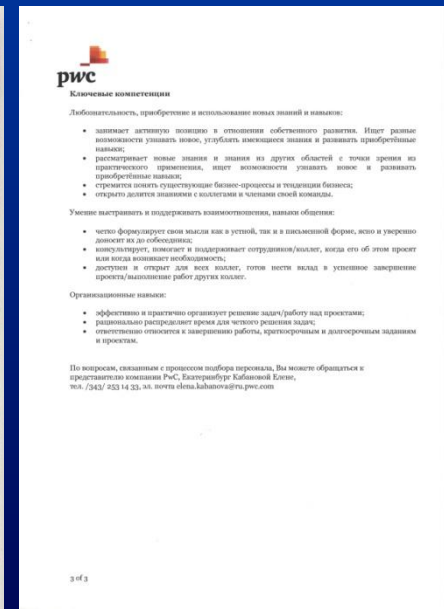 pwc
Ключевые компетенции
Любознательность, приобретение и использование новых знаний и навыков:
• занимает активную позицию в отношении собственного развития. Ищет разные
возможности узнавать новое, углублять имеющиеся знания и развивать приобретённые
навыки;
• рассматривает новые знания и знания из других областей с точки зрения их
практического применения, ищет возможности узнавать новое и развивать
приобретённые навыки;
• стремится понять существующие бизнес-процессы и тенденции бизнеса;
• открыто делится знаниями с коллегами и членами своей команды.
Умение выстраивать и поддерживать взаимоотношения, навыки общения:
• четко формулирует свои мысли как в устной, так и в письменной форме, ясно и уверенно
доносит их до собеседника;
• консультирует, помогает и поддерживает сотрудников/коллег, когда его об этом просят
или когда возникает необходимость;
• доступен и открыт для всех коллег, готов нести вклад в успешное завершение
проекта/выполнение работ других коллег.
Организационные навыки:
• эффективно и практично организует решение задач/работу над проектами;
• рационально распределяет время для четкого решения задач;
• ответственно относится к завершению работы, краткосрочным и долгосрочным заданиям
и проектам.
По вопросам, связанным с процессом подбора персонала, Вы можете обращаться к
представителю компании PwC, Екатеринбург Кабановой Елене,
тел. /343/ 253 14 33, эл. почта elena.kabanova@ru.pwc.com
3 of 3